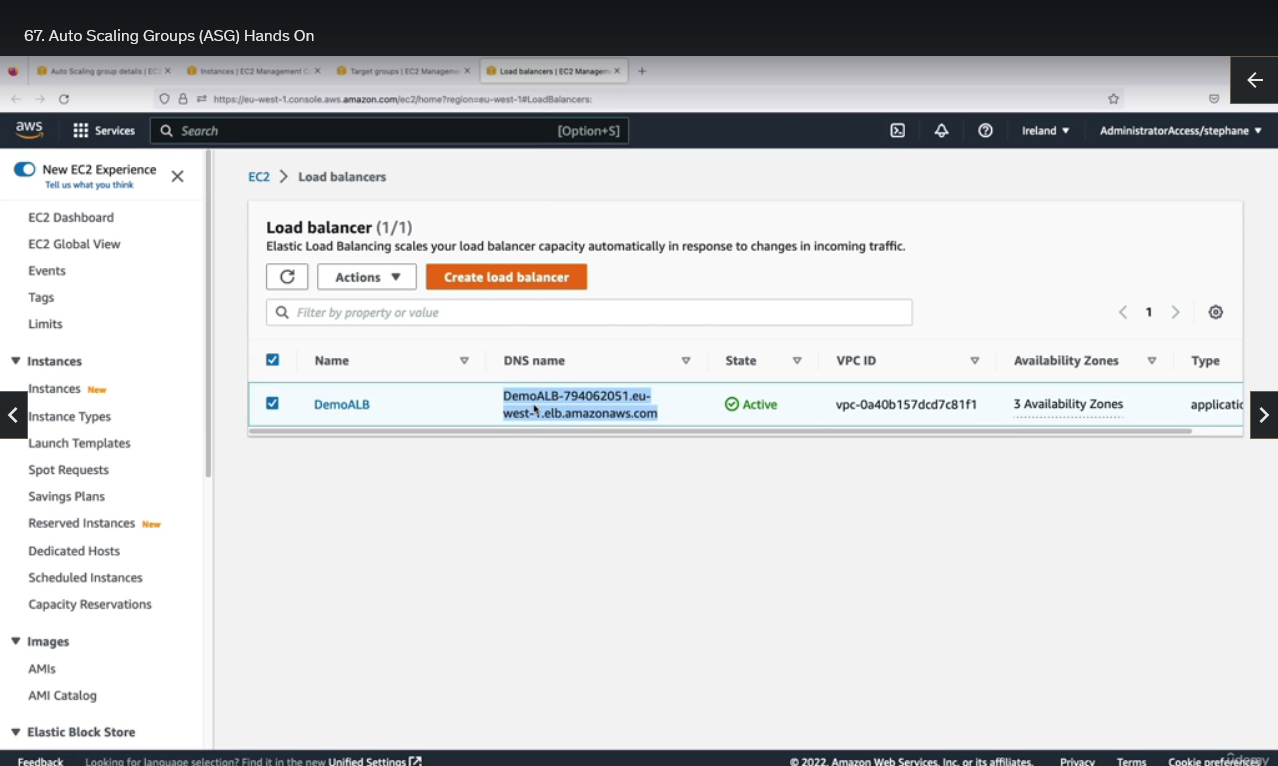 67. Auto Scaling Groups (ASG) Hands On
Auto Scaling group details | EC
Instances | EC2 Management C
Target groups | EC2 Managemen
Load balancers | EC2 Managem
https://eu-west-1.console.aws.amazon.com/ec2/home?region=eu-west-1#LoadBalancers:
aws
Services
Search
[Option+S]
Ireland
AdministratorAccess/stephane
New EC2 Experience
Tell us what you think
EC2 Dashboard
EC2 Global View
Events
Tags
Limits
Instances
Instances New
Instance Types
Launch Templates
Spot Requests
Savings Plans
Reserved Instances New
Dedicated Hosts
Scheduled Instances
Capacity Reservations
Images
AMIs
AMI Catalog
Elastic Block Store
EC2 > Load balancers
Load balancer (1/1)
Elastic Load Balancing scales your load balancer capacity automatically in response to changes in incoming traffic.
Actions
Create load balancer
Filter by property or value
1
Name
DNS name
State
VPC ID
Availability Zones
Type
DemoALB
DemoALB-794062051.eu-
west-1.elb.amazonaws.com
Active
vpc-0a40b157dcd7c81f1
3 Availability Zones
applicatic
Feedback
Looking for language selection? Find it in the new Unified Settings
© 2022, Amazon Web Services, Inc. or its affiliates.
Privacy
Terms
Cookie preferences
Udemy